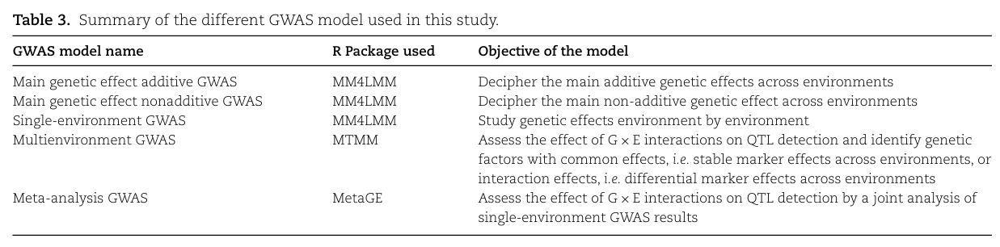 Table 3. Summary of the different GWAS model used in this study.
GWAS model name R Package used Objective of the model
Main genetic effect additive GWAS MM4LMM Decipher the main additive genetic effects across environments
Main genetic effect nonadditive GWAS MM4LMM Decipher the main non-additive genetic effect across environments
Single-environment GWAS MM4LMM Study genetic effects environment by environment
Multienvironment GWAS MTMM Assess the effect of G × E interactions on QTL detection and identify genetic
factors with common effects, i.e. stable marker effects across environments, or
interaction effects, i.e. differential marker effects across environments
Meta-analysis GWAS MetaGE Assess the effect of G × E interactions on QTL detection by a joint analysis of
single-environment GWAS results